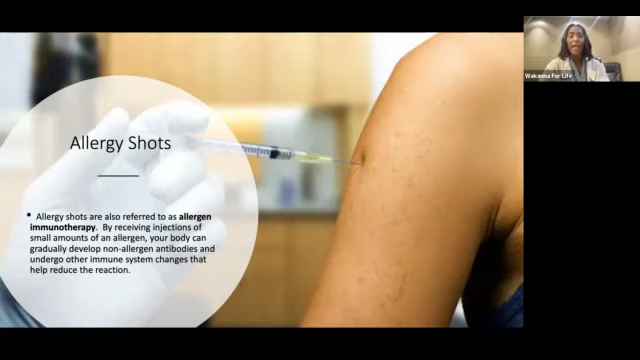 Wakanna For Life
Allergy Shots
• Allergy shots are also referred to as allergen
immunotherapy. By receiving injections of
small amounts of an allergen, your body can
gradually develop non-allergen antibodies and
undergo other immune system changes that
help reduce the reaction.